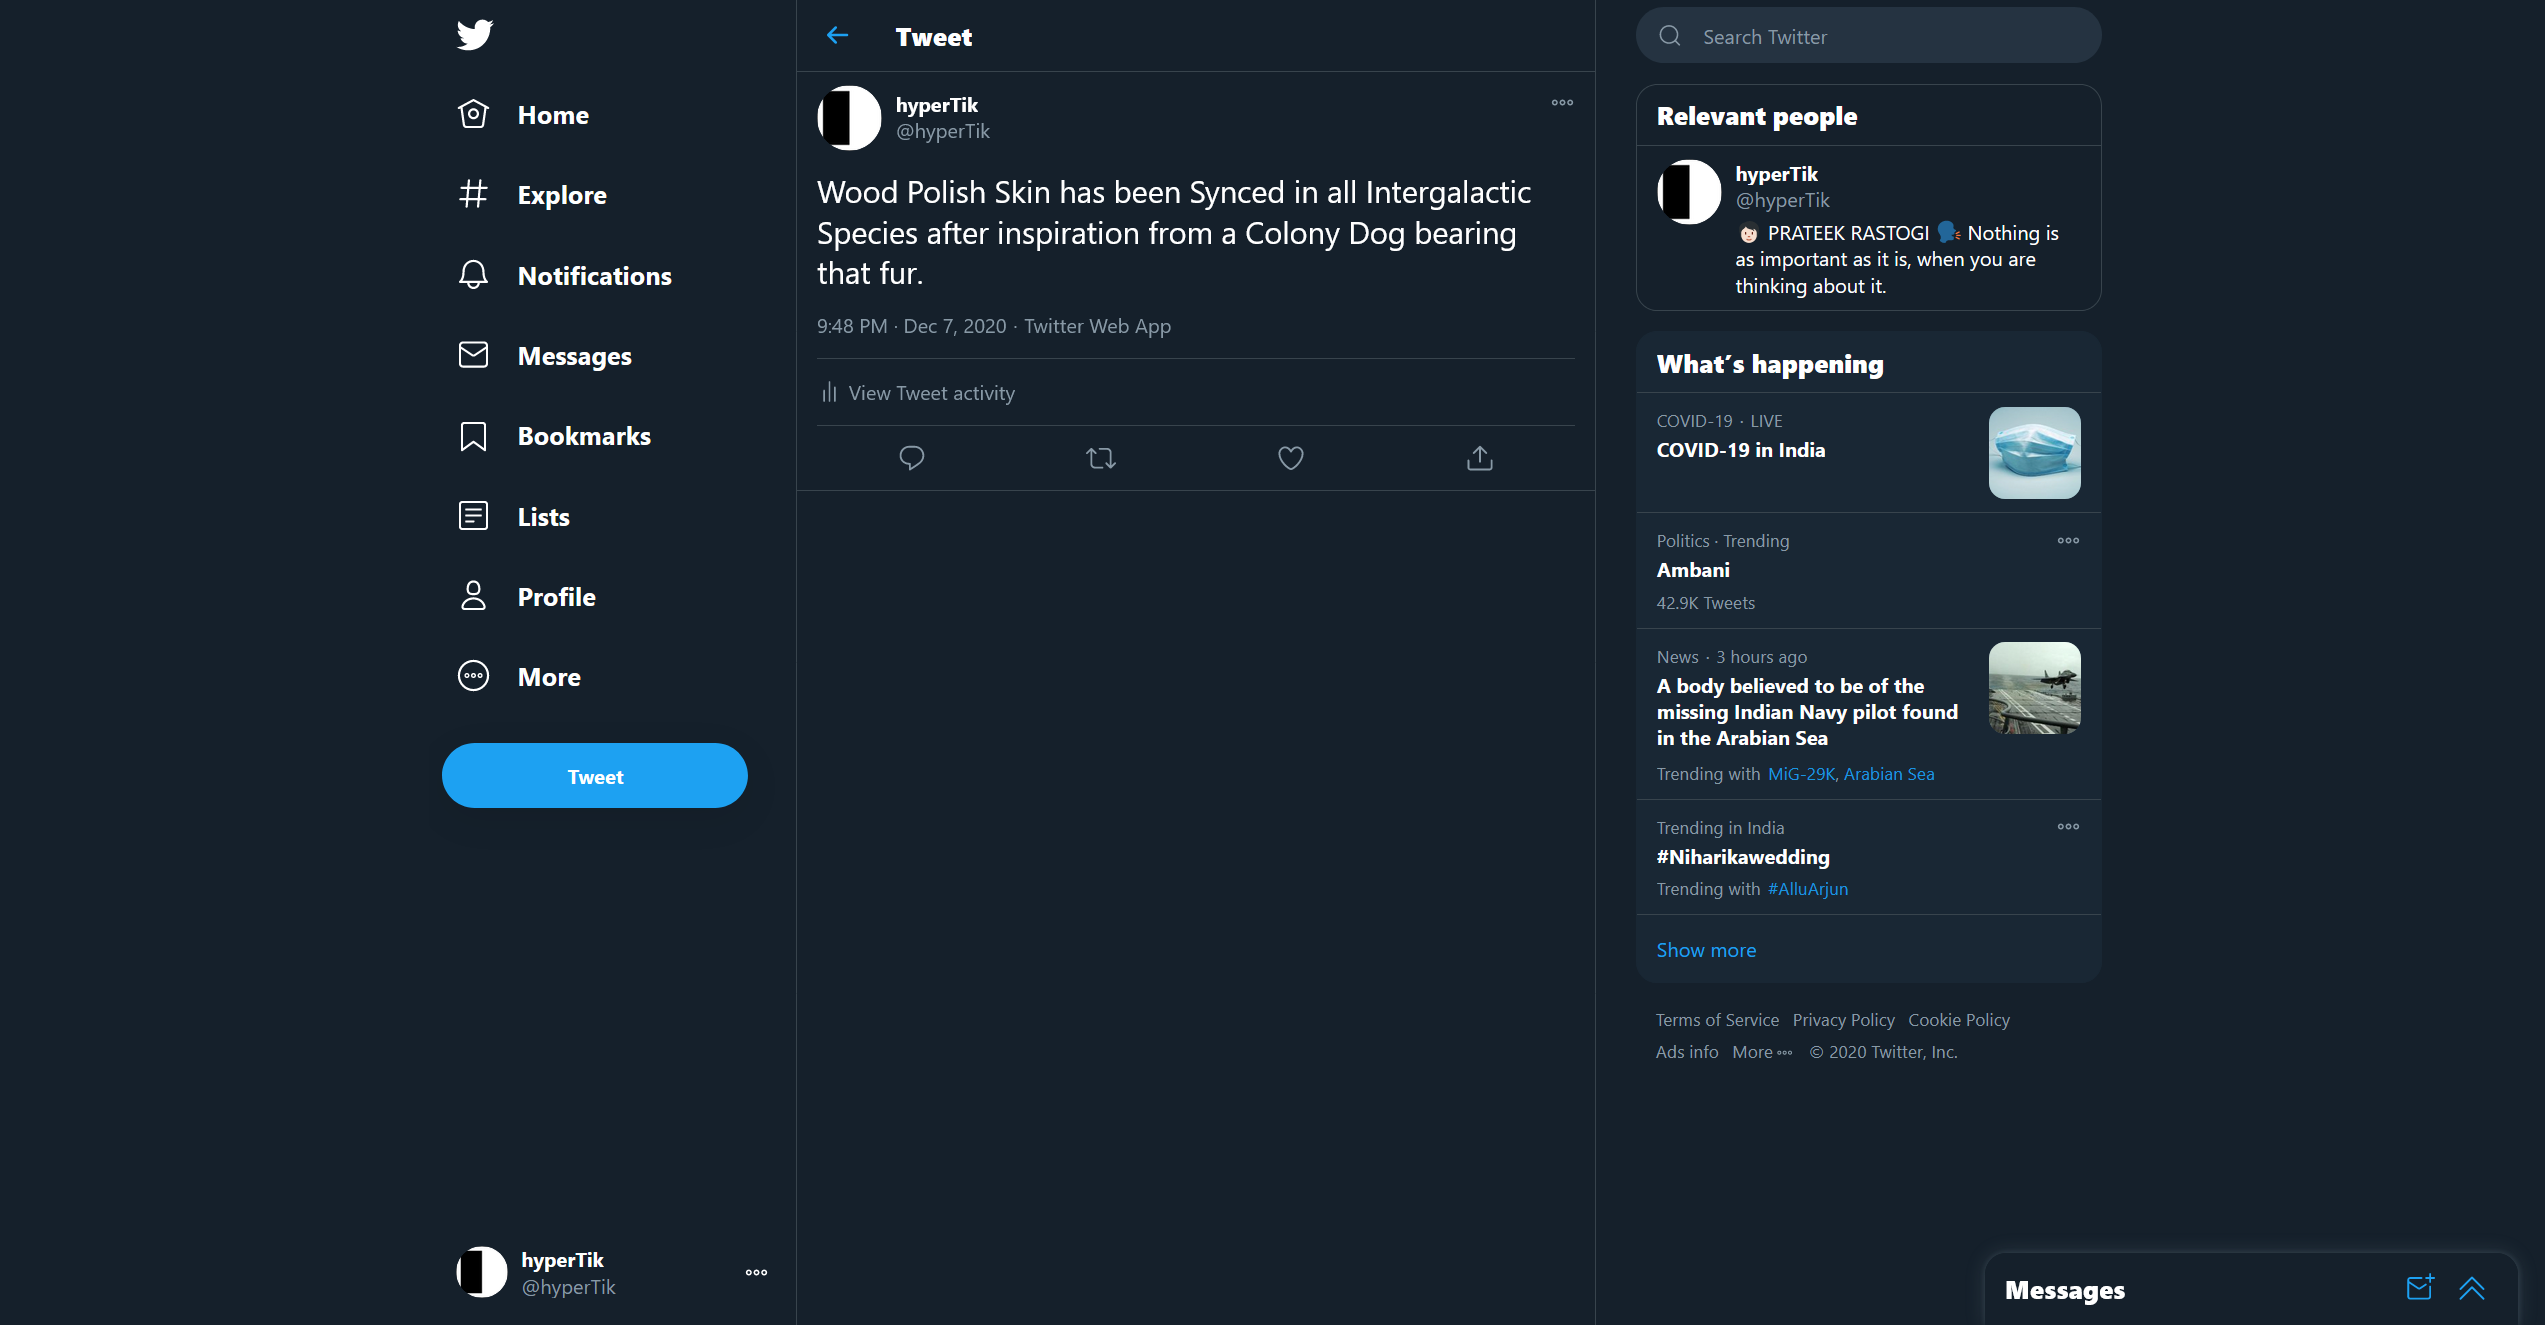 Home
Explore
Notifications
Messages
Bookmarks
Lists
Profile
More
Tweet
hyperTik
@hyperTik
Tweet
hyperTik
@hyperTik
Wood Polish Skin has been Synced in all Intergalactic
Species after inspiration from a Colony Dog bearing
that fur.
9:48 PM · Dec 7, 2020 · Twitter Web App
View Tweet activity
Search Twitter
Relevant people
hyperTik
@hyperTik
PRATEEK RASTOGI Nothing is
as important as it is, when you are
thinking about it.
What's happening
COVID-19 · LIVE
COVID-19 in India
Politics · Trending
Ambani
42.9K Tweets
News · 3 hours ago
A body believed to be of the
missing Indian Navy pilot found
in the Arabian Sea
Trending with MiG-29K, Arabian Sea
Trending in India
#Niharikawedding
Trending with #AlluArjun
Show more
Terms of Service Privacy Policy Cookie Policy
Ads info More © 2020 Twitter, Inc.
Messages